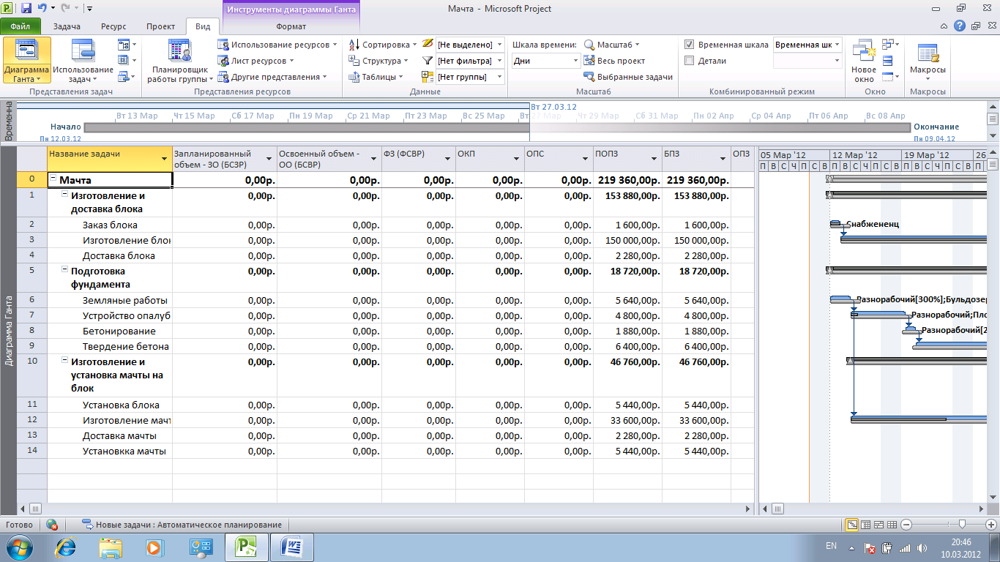 Инструменты диаграммы Ганта
Мачта - Microsoft Project
Файл Задача Ресурс Проект Вид Формат
Диаграмма Ганта
Использование задач
Планировщик работы группы
Использование ресурсов
Лист ресурсов
Другие представления
Сортировка
Структура
Таблицы
[Не выделено]
[Нет фильтра]
[Нет группы]
Шкала времени:
Дни
Масштаб
Весь проект
Выбранные задачи
Временная шкала
Временная шк
Детали
Новое окно
Макросы
Представления задач Представления ресурсов Данные Масштаб Комбинированный режим Окно Макросы
Временна
Вт 27.03.12
Вт 13 Мар Чт 15 Мар Сб 17 Мар Пн 19 Мар Ср 21 Мар Пт 23 Мар Вс 25 Мар Вт 27 Мар Чт 29 Мар Сб 31 Мар Пн 02 Апр Ср 04 Апр Пт 06 Апр Вс 08 Апр
Начало Окончание
Пн 12.03.12 Пн 09.04.12
Диаграмма Ганта
Название задачи Запланированный объем - ЗО (БСЗР) Освоенный объем - ОО (БСВР) ФЗ (ФСВР) ОКП ОПС ПОПЗ БПЗ ОПЗ
05 Мар '12 12 Мар '12 19 Мар '12 26
П В С Ч П С В П В С Ч П С В П В С Ч П С В П В
0 Мачта 0,00р. 0,00р. 0,00р. 0,00р. 0,00р. 219 360,00р. 219 360,00р.
1 Изготовление и доставка блока 0,00р. 0,00р. 0,00р. 0,00р. 0,00р. 153 880,00р. 153 880,00р.
2 Заказ блока 0,00р. 0,00р. 0,00р. 0,00р. 0,00р. 1 600,00р. 1 600,00р. Снабженец
3 Изготовление блок 0,00р. 0,00р. 0,00р. 0,00р. 0,00р. 150 000,00р. 150 000,00р.
4 Доставка блока 0,00р. 0,00р. 0,00р. 0,00р. 0,00р. 2 280,00р. 2 280,00р.
5 Подготовка фундамента 0,00р. 0,00р. 0,00р. 0,00р. 0,00р. 18 720,00р. 18 720,00р.
6 Земляные работы 0,00р. 0,00р. 0,00р. 0,00р. 0,00р. 5 640,00р. 5 640,00р. Разнорабочий[300%];Бульдозер
7 Устройство опалуб 0,00р. 0,00р. 0,00р. 0,00р. 0,00р. 4 800,00р. 4 800,00р. Разнорабочий;Пло
8 Бетонирование 0,00р. 0,00р. 0,00р. 0,00р. 0,00р. 1 880,00р. 1 880,00р. Разнорабочий[2
9 Твердение бетона 0,00р. 0,00р. 0,00р. 0,00р. 0,00р. 6 400,00р. 6 400,00р.
10 Изготовление и установка мачты на блок 0,00р. 0,00р. 0,00р. 0,00р. 0,00р. 46 760,00р. 46 760,00р.
11 Установка блока 0,00р. 0,00р. 0,00р. 0,00р. 0,00р. 5 440,00р. 5 440,00р.
12 Изготовление мачт 0,00р. 0,00р. 0,00р. 0,00р. 0,00р. 33 600,00р. 33 600,00р.
13 Доставка мачты 0,00р. 0,00р. 0,00р. 0,00р. 0,00р. 2 280,00р. 2 280,00р.
14 Установкка мачты 0,00р. 0,00р. 0,00р. 0,00р. 0,00р. 5 440,00р. 5 440,00р.
Готово Новые задачи : Автоматическое планирование
EN 20:46
10.03.2012